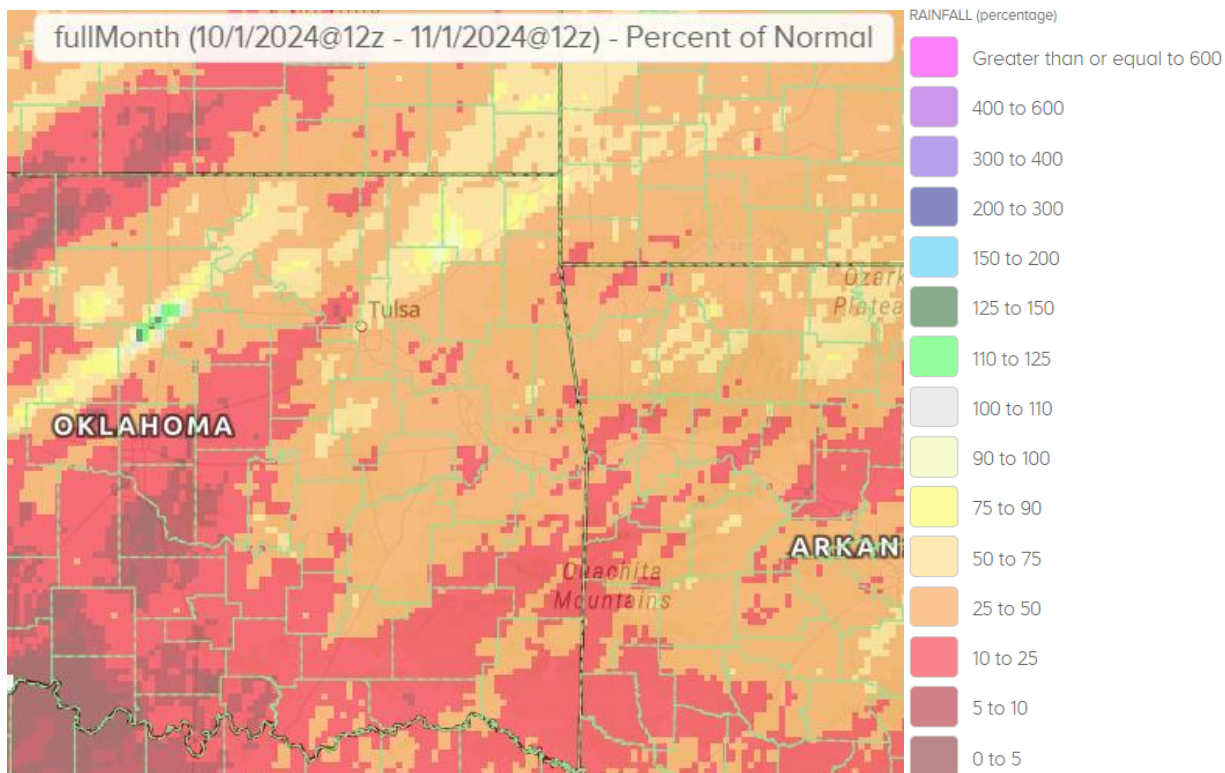 fullMonth (10/1/2024@12z - 11/1/2024@12z) - Percent of Normal
Ozark
Platea
Tulsa
OKLAHOMA
ARKAN
Ouachita
Mountains
RAINFALL (percentage)
Greater than or equal to 600
400 to 600
300 to 400
200 to 300
150 to 200
125 to 150
110 to 125
100 to 110
90 to 100
75 to 90
50 to 75
25 to 50
10 to 25
5 to 10
0 to 5